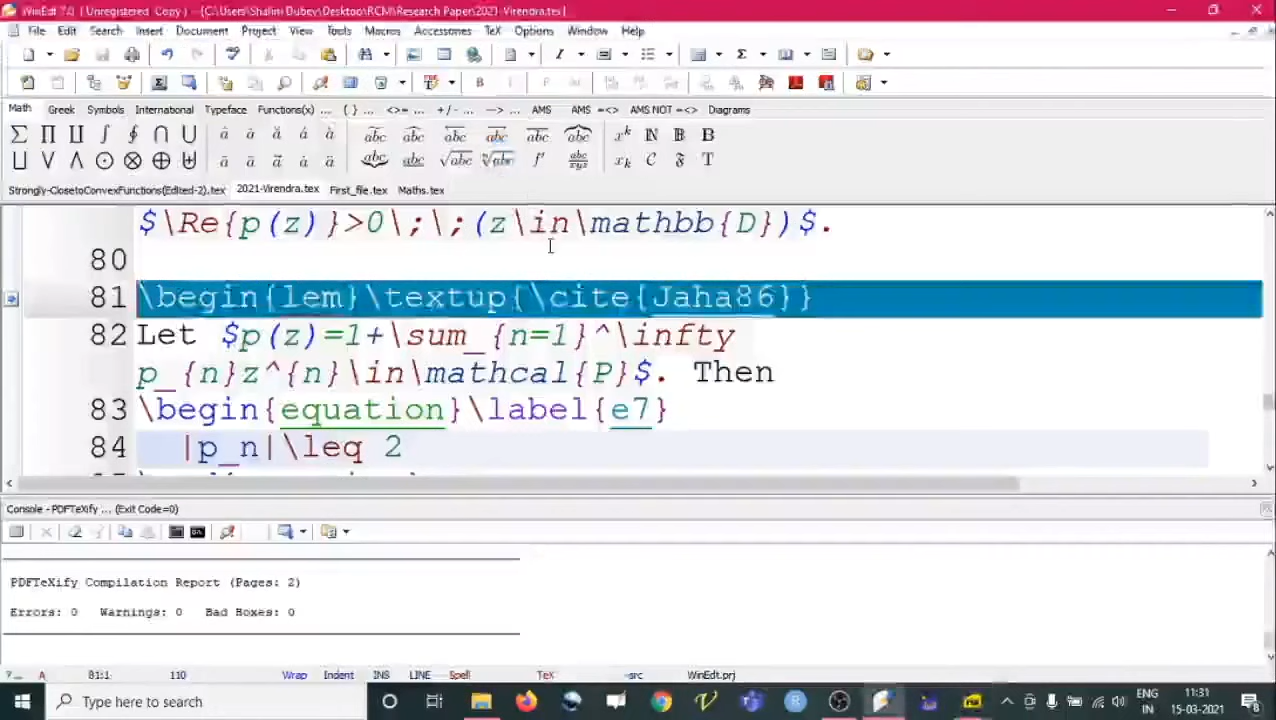 WinEdt 7.0 ( Unregistered Copy ) - [C:\Users\Shalini Dubey\Desktop\RCM\Research Paper\2021-Virendra.tex]
File Edit Search Insert Document Project View Tools Macros Accessories TeX Options Window Help
Math Greek Symbols International Typeface Functions(x) ... { } ... <>= ... +/- ... --> ... AMS AMS =<> AMS NOT =<> Diagrams
Strongly-ClosetoConvexFunctions(Edited-2).tex 2021-Virendra.tex First_file.tex Maths.tex
$\Re{p(z)}>0\;\;(z\in\mathbb{D})$.
80
81 \begin{lem}\textup{\cite{Jaha86}}
82 Let $p(z)=1+\sum_{n=1}^\infty
p_{n}z^{n}\in\mathcal{P}$. Then
83 \begin{equation}\label{e7}
84 |p_n|\leq 2
Console - PDFTeXify ... (Exit Code=0)
PDFTeXify Compilation Report (Pages: 2)
Errors: 0 Warnings: 0 Bad Boxes: 0
? ... A 81:1 110 Wrap Indent INS LINE Spell TeX -src WinEdt.prj
Type here to search
ENG 11:31
IN 15-03-2021